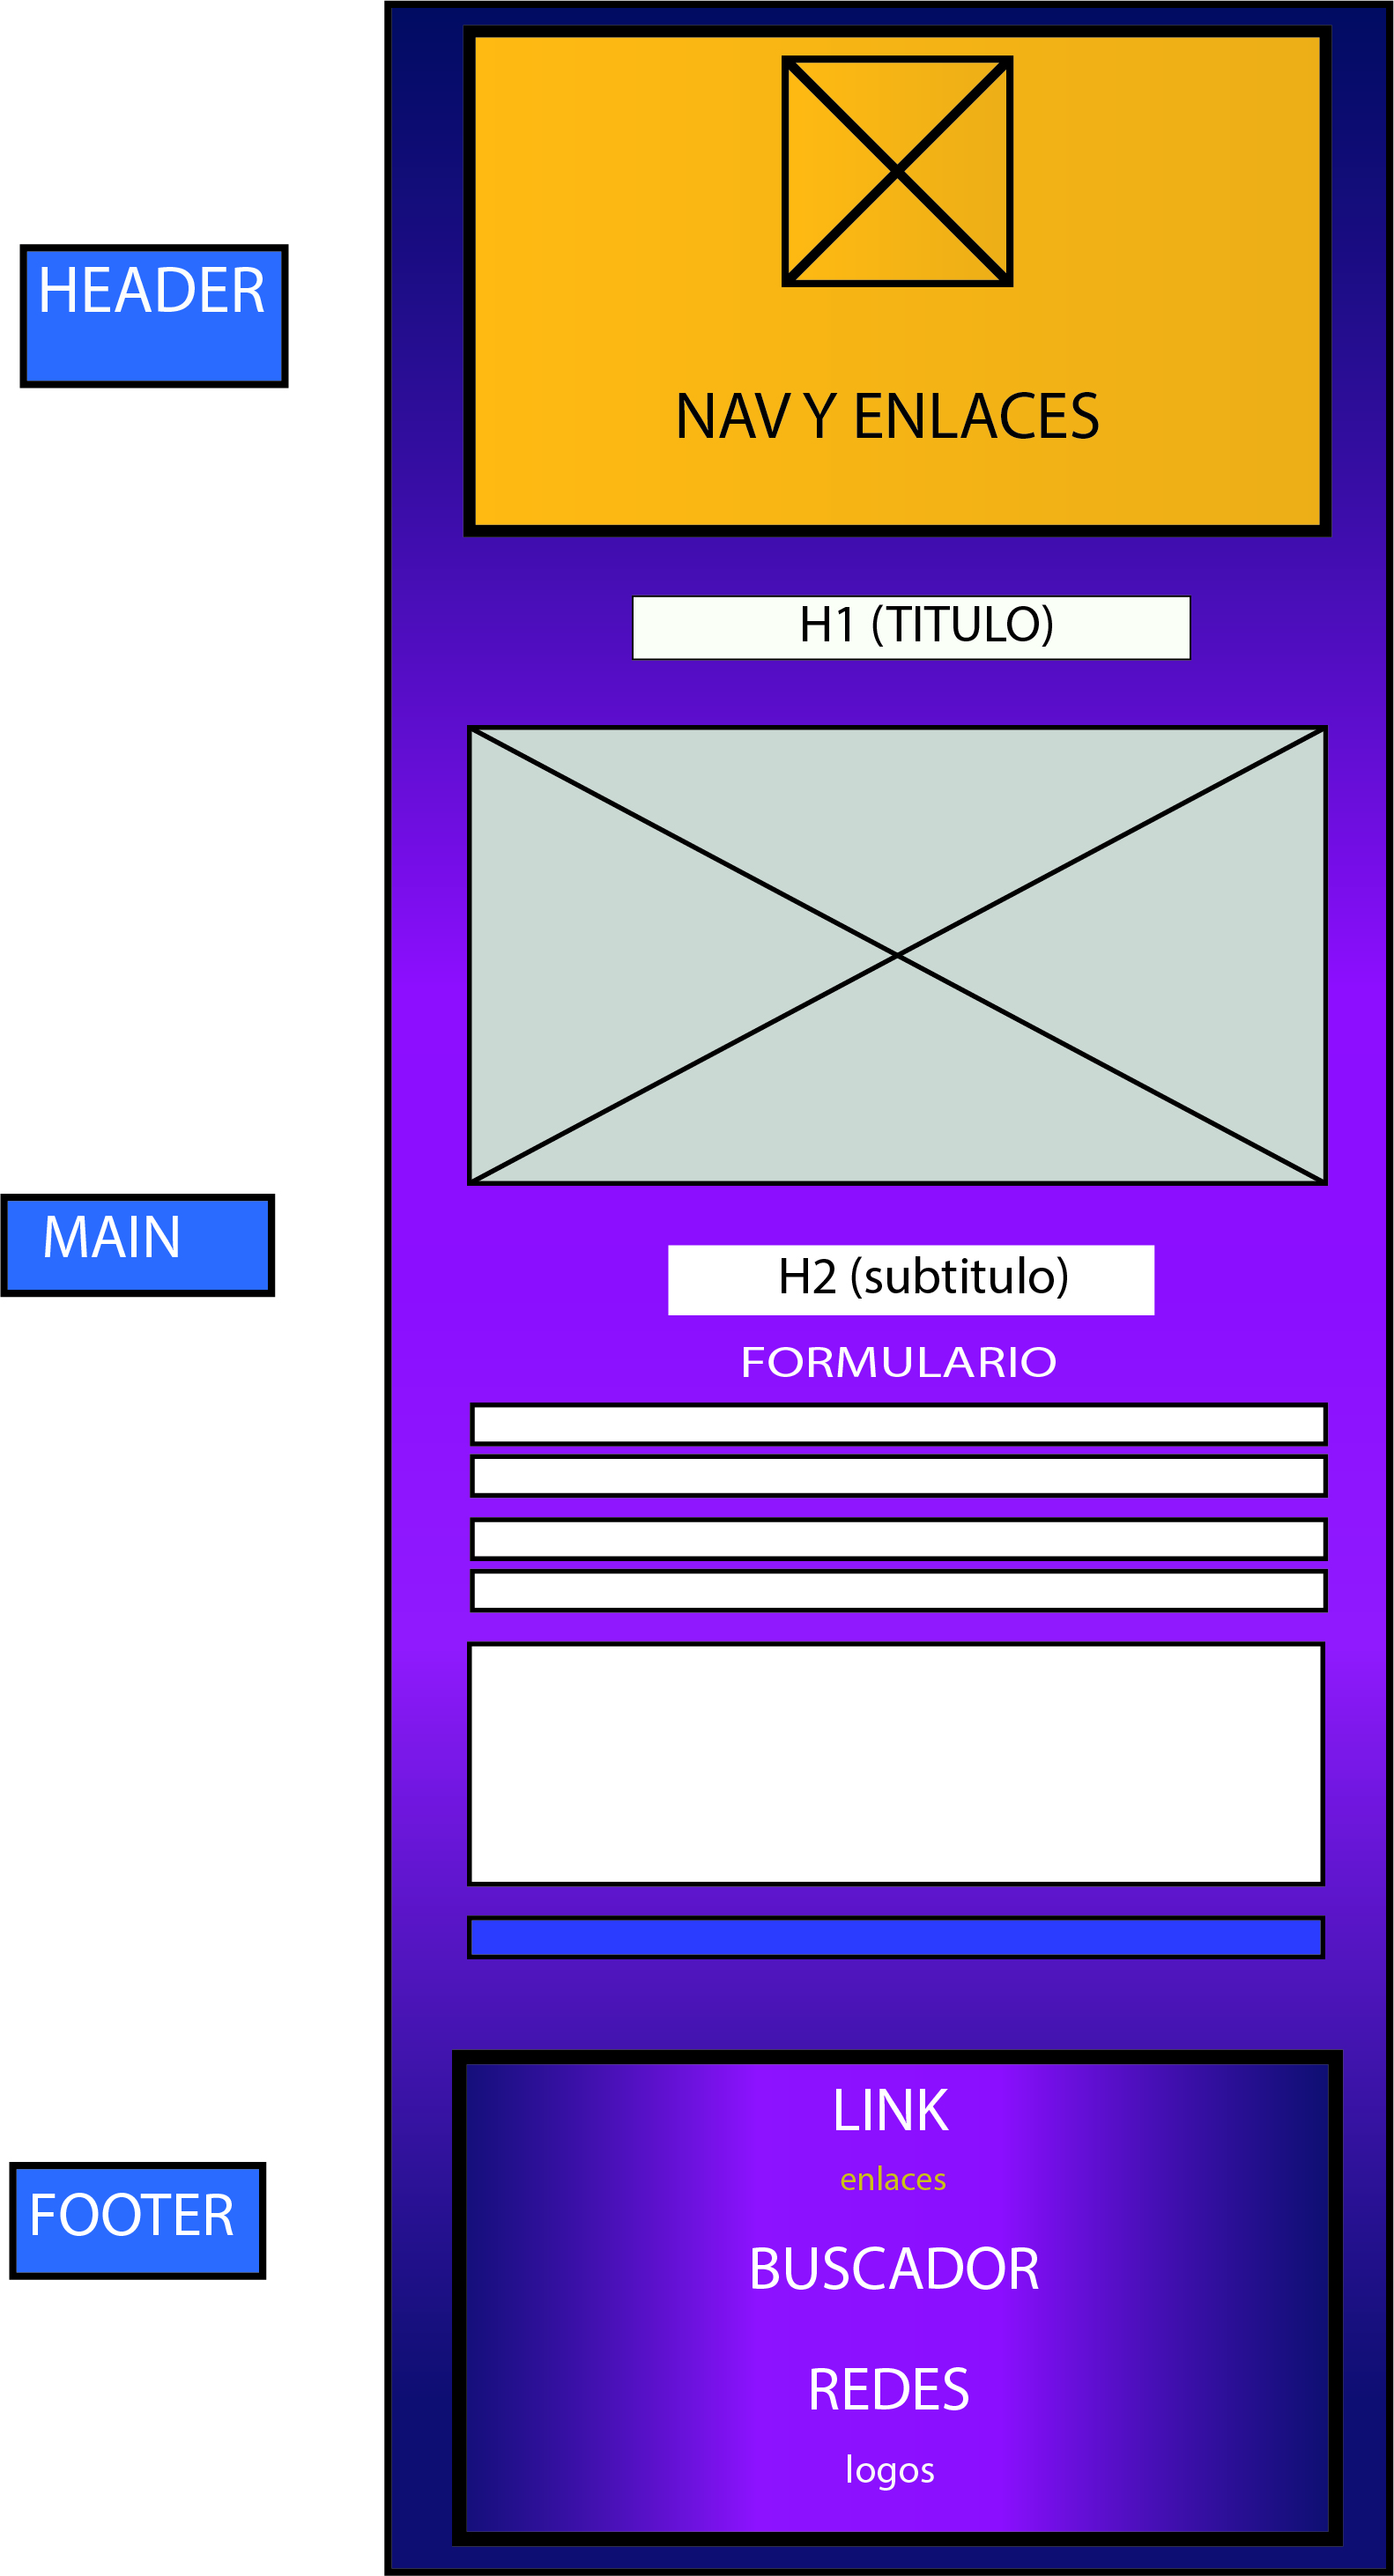 HEADER
NAV Y ENLACES
H1 (TITULO)
MAIN
H2 (subtitulo)
FORMULARIO
FOOTER
LINK
enlaces
BUSCADOR
REDES
logos